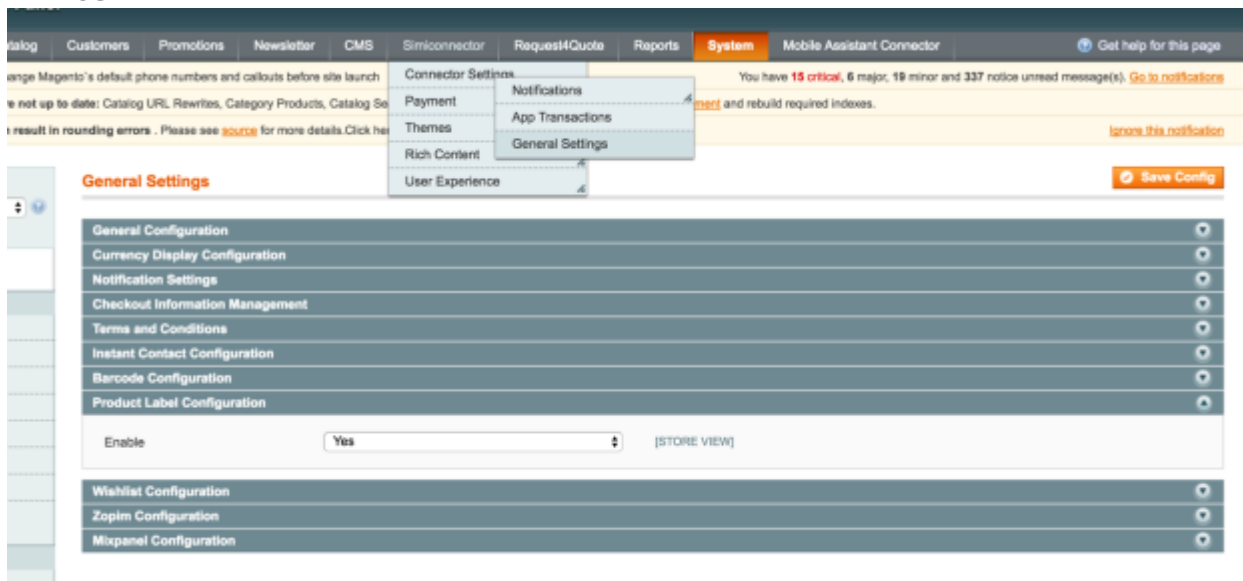 Customers Promotions Newsletter CMS Simiconnector Request4Quote Reports System Mobile Assistant Connector Get help for this page
ange Magento's default phone numbers and callouts before site launch
You have 15 critical, 6 major, 19 minor and 337 notice unread message(s). Go to notifications
e not up to date: Catalog URL Rewrites, Category Products, Catalog Se
ment and rebuild required indexes.
e result in rounding errors . Please see source for more details.Click he
Ignore this notification
Connector Settings
Payment
Themes
Rich Content
User Experience
Notifications
App Transactions
General Settings
General Settings
Save Config
General Configuration
Currency Display Configuration
Notification Settings
Checkout Information Management
Terms and Conditions
Instant Contact Configuration
Barcode Configuration
Product Label Configuration
Enable Yes [STORE VIEW]
Wishlist Configuration
Zopim Configuration
Mixpanel Configuration